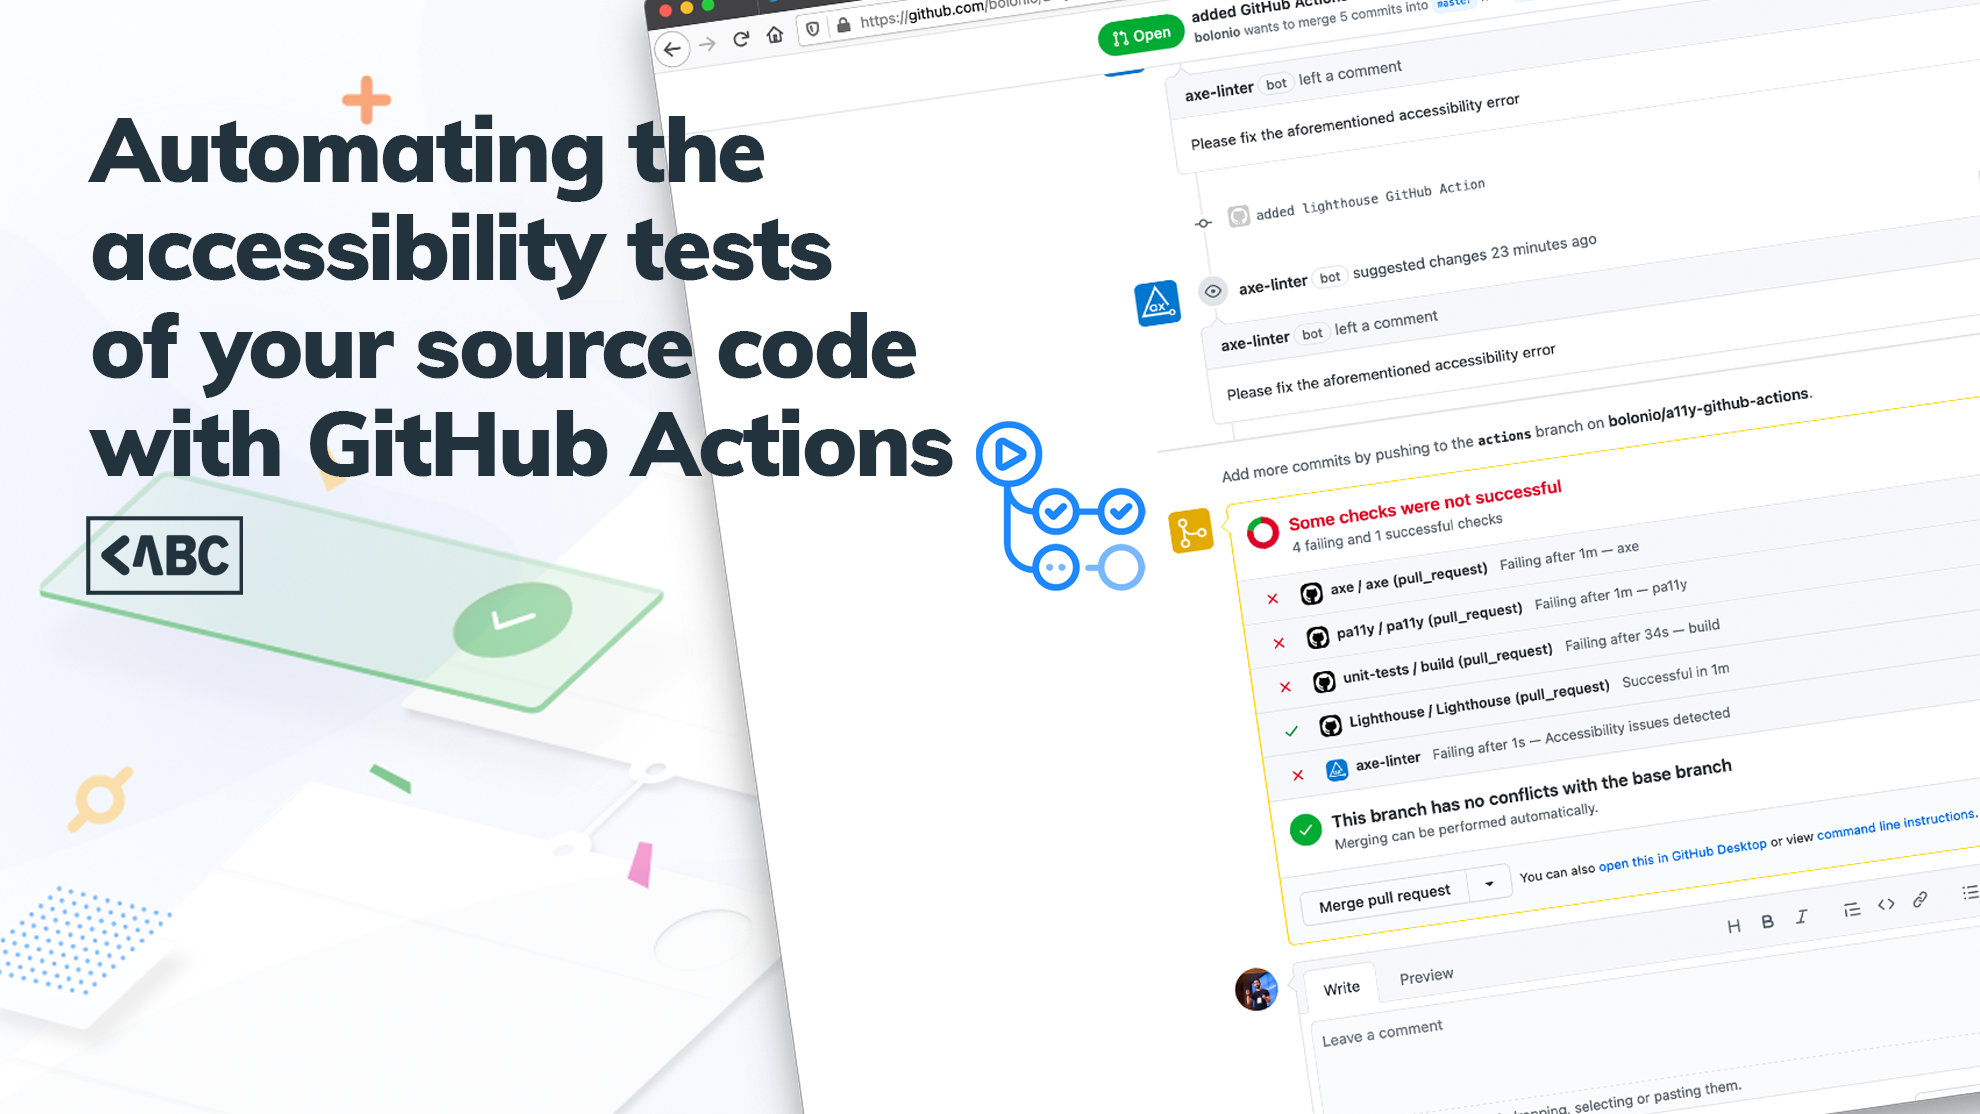 Automating the
accessibility tests
of your source code
with GitHub Actions
<ABC
https://github.com/bolonio/
Open
added GitHub Actions
bolonio wants to merge 5 commits into master
axe-linter bot left a comment
Please fix the aforementioned accessibility error
added lighthouse GitHub Action
axe-linter bot suggested changes 23 minutes ago
ax
axe-linter bot left a comment
Please fix the aforementioned accessibility error
Add more commits by pushing to the actions branch on bolonio/a11y-github-actions.
Some checks were not successful
4 failing and 1 successful checks
axe / axe (pull_request) Failing after 1m — axe
pa11y / pa11y (pull_request) Failing after 1m — pa11y
unit-tests / build (pull_request) Failing after 34s — build
Lighthouse / Lighthouse (pull_request) Successful in 1m
axe-linter Failing after 1s — Accessibility issues detected
This branch has no conflicts with the base branch
Merging can be performed automatically.
Merge pull request
You can also open this in GitHub Desktop or view command line instructions.
H B I
Write
Preview
Leave a comment
selecting or pasting them.